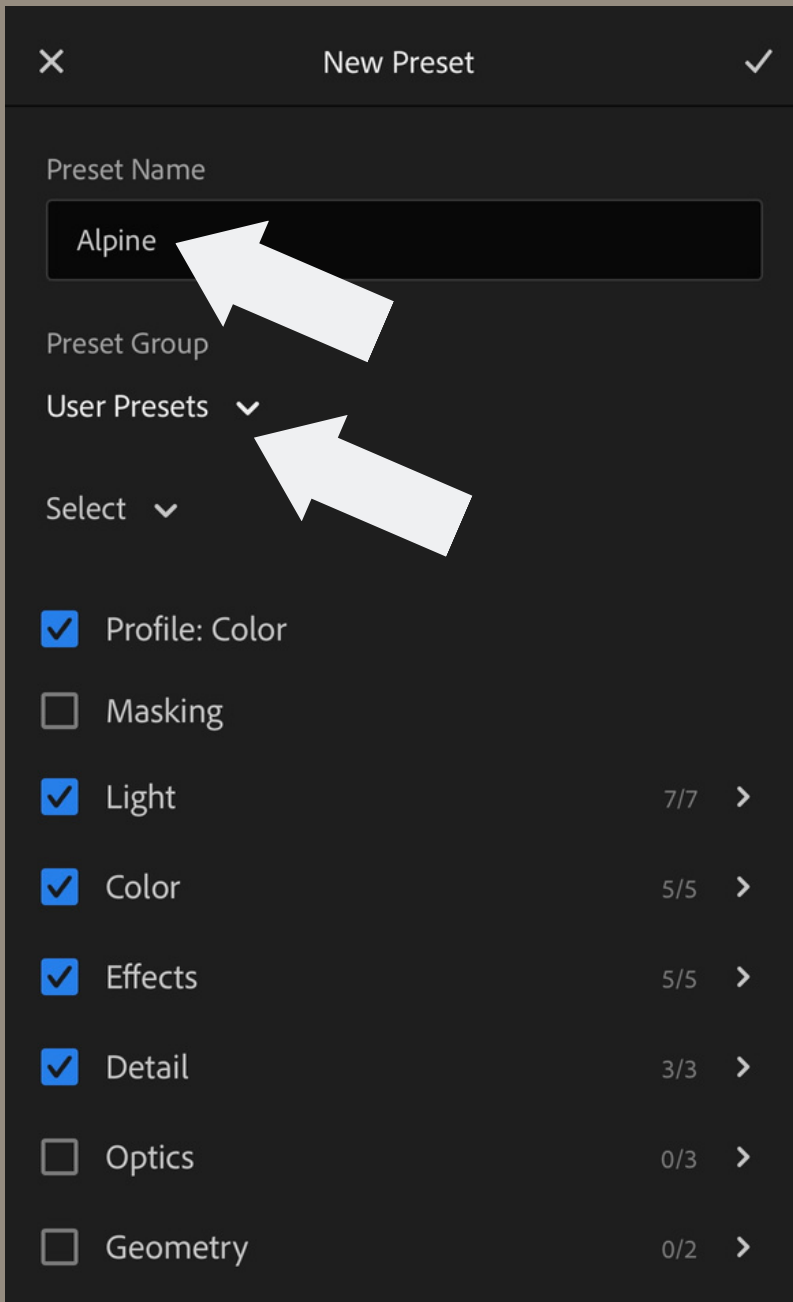 New Preset
Preset Name
Alpine
Preset Group
User Presets
Select
Profile: Color
Masking
Light 7/7
Color 5/5
Effects 5/5
Detail 3/3
Optics 0/3
Geometry 0/2